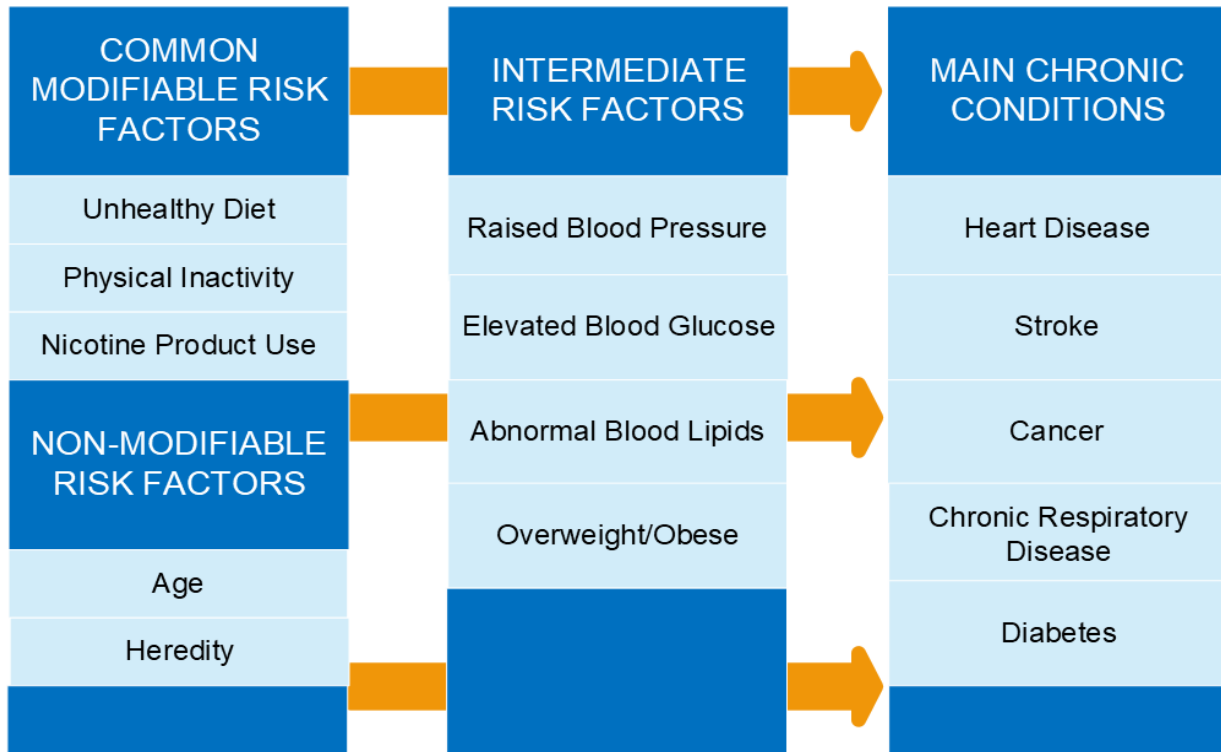 COMMON
MODIFIABLE RISK
FACTORS
Unhealthy Diet
Physical Inactivity
Nicotine Product Use
NON-MODIFIABLE
RISK FACTORS
Age
Heredity
INTERMEDIATE
RISK FACTORS
Raised Blood Pressure
Elevated Blood Glucose
Abnormal Blood Lipids
Overweight/Obese
MAIN CHRONIC
CONDITIONS
Heart Disease
Stroke
Cancer
Chronic Respiratory
Disease
Diabetes